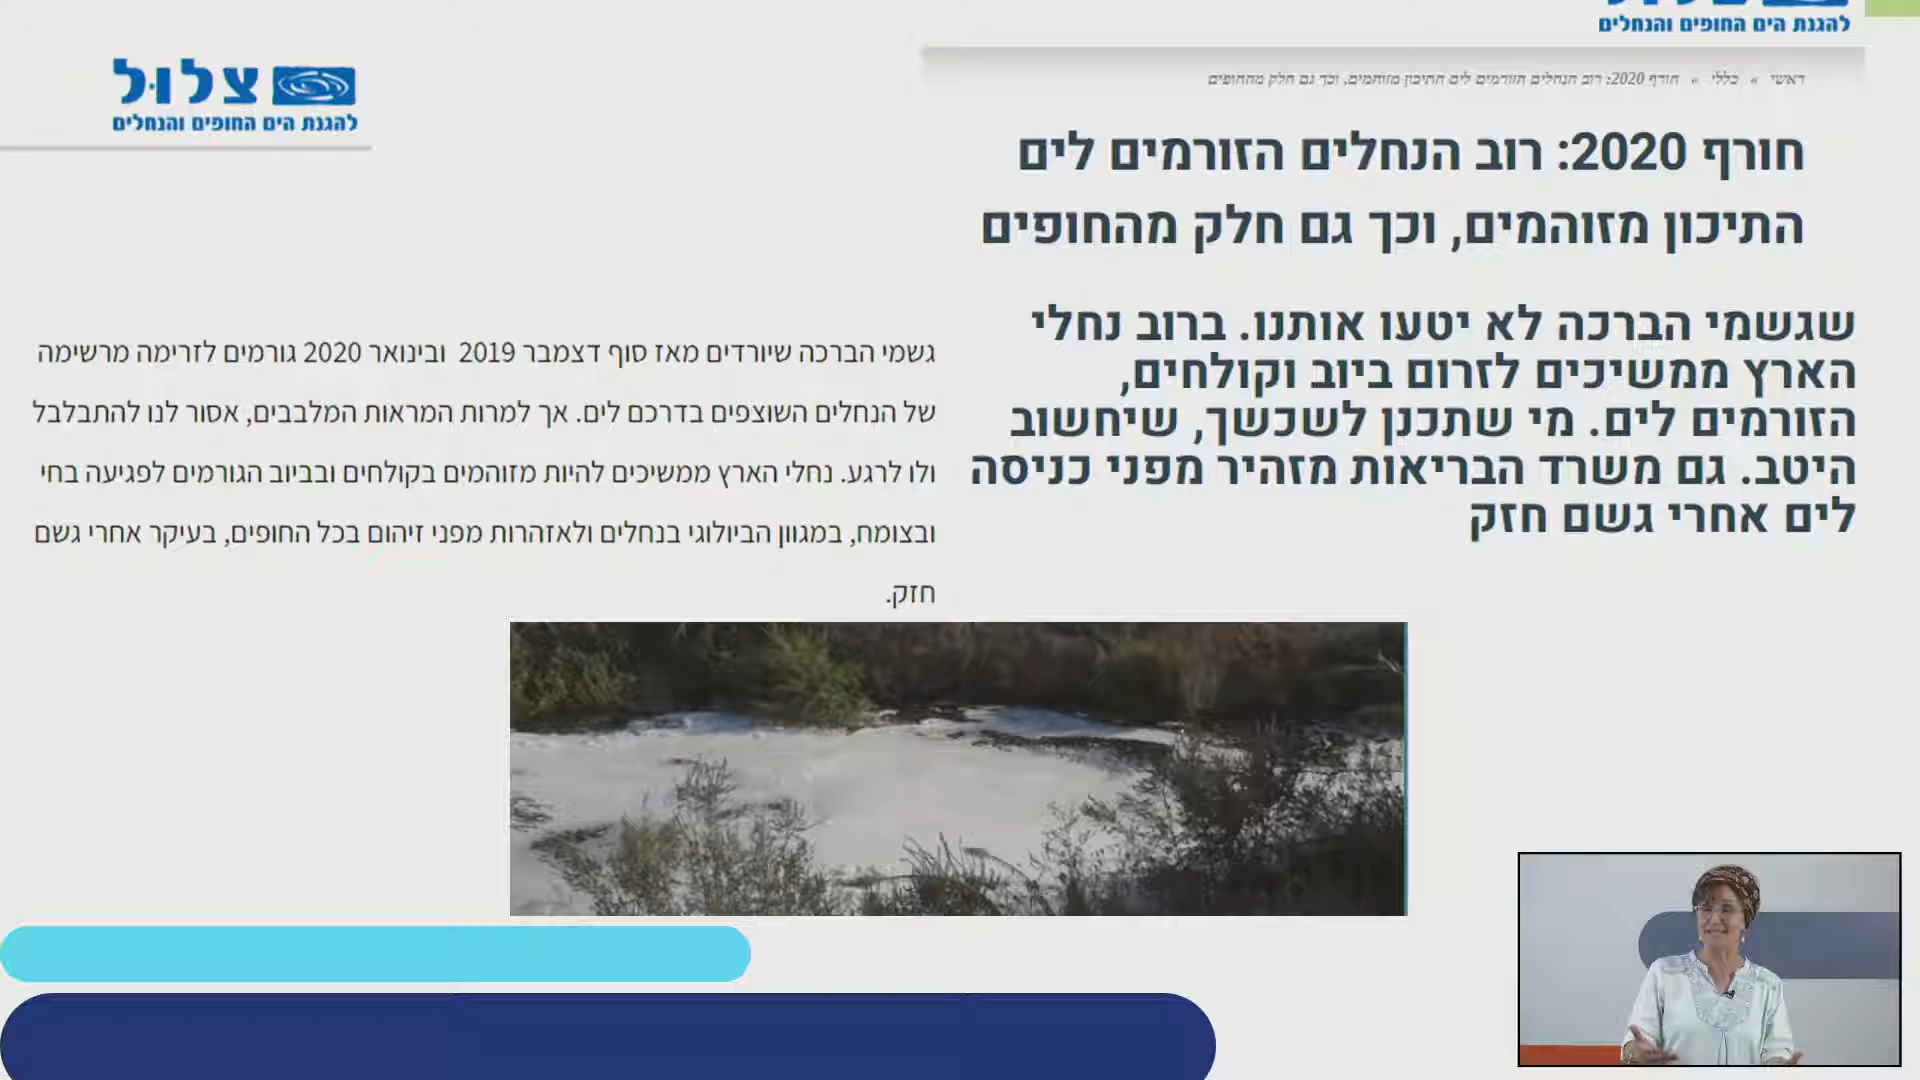 צלול
להגנת הים החופים והנחלים
ראשי » כללי » חורף 2020: רוב הנחלים הזורמים לים התיכון מזוהמים, וכך גם חלק מהחופים
חורף 2020: רוב הנחלים הזורמים לים
התיכון מזוהמים, וכך גם חלק מהחופים
שגשמי הברכה לא יטעו אותנו. ברוב נחלי
הארץ ממשיכים לזרום ביוב וקולחים,
הזורמים לים. מי שתכנן לשכשך, שיחשוב
היטב. גם משרד הבריאות מזהיר מפני כניסה
לים אחרי גשם חזק
צלול
להגנת הים החופים והנחלים
גשמי הברכה שיורדים מאז סוף דצמבר 2019 ובינואר 2020 גורמים לזרימה מרשימה
של הנחלים השוצפים בדרכם לים. אך למרות המראות המלבבים, אסור לנו להתבלבל
ולו לרגע. נחלי הארץ ממשיכים להיות מזוהמים בקולחים ובביוב הגורמים לפגיעה בחי
ובצומח, במגוון הביולוגי בנחלים ולאזהרות מפני זיהום בכל החופים, בעיקר אחרי גשם
חזק.